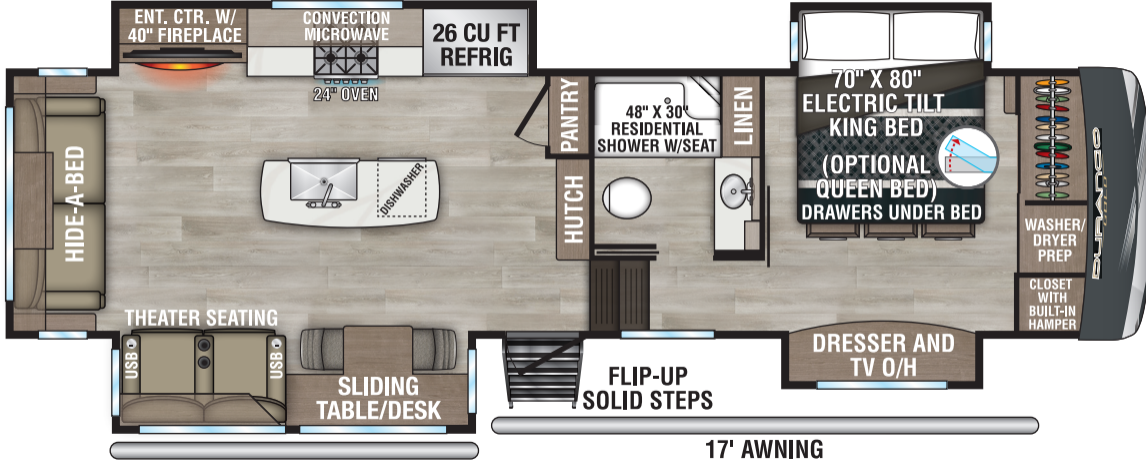 ENT. CTR. W/
40" FIREPLACE
CONVECTION
MICROWAVE
26 CU FT
REFRIG
24" OVEN
PANTRY
48" X 30"
RESIDENTIAL
SHOWER W/SEAT
LINEN
70" X 80"
ELECTRIC TILT
KING BED
(OPTIONAL
QUEEN BED)
DRAWERS UNDER BED
HIDE-A-BED
DISHWASHER
HUTCH
WASHER/
DRYER
PREP
DURANGO
CLOSET
WITH
BUILT-IN
HAMPER
THEATER SEATING
USB
USB
SLIDING
TABLE/DESK
FLIP-UP
SOLID STEPS
DRESSER AND
TV O/H
17' AWNING